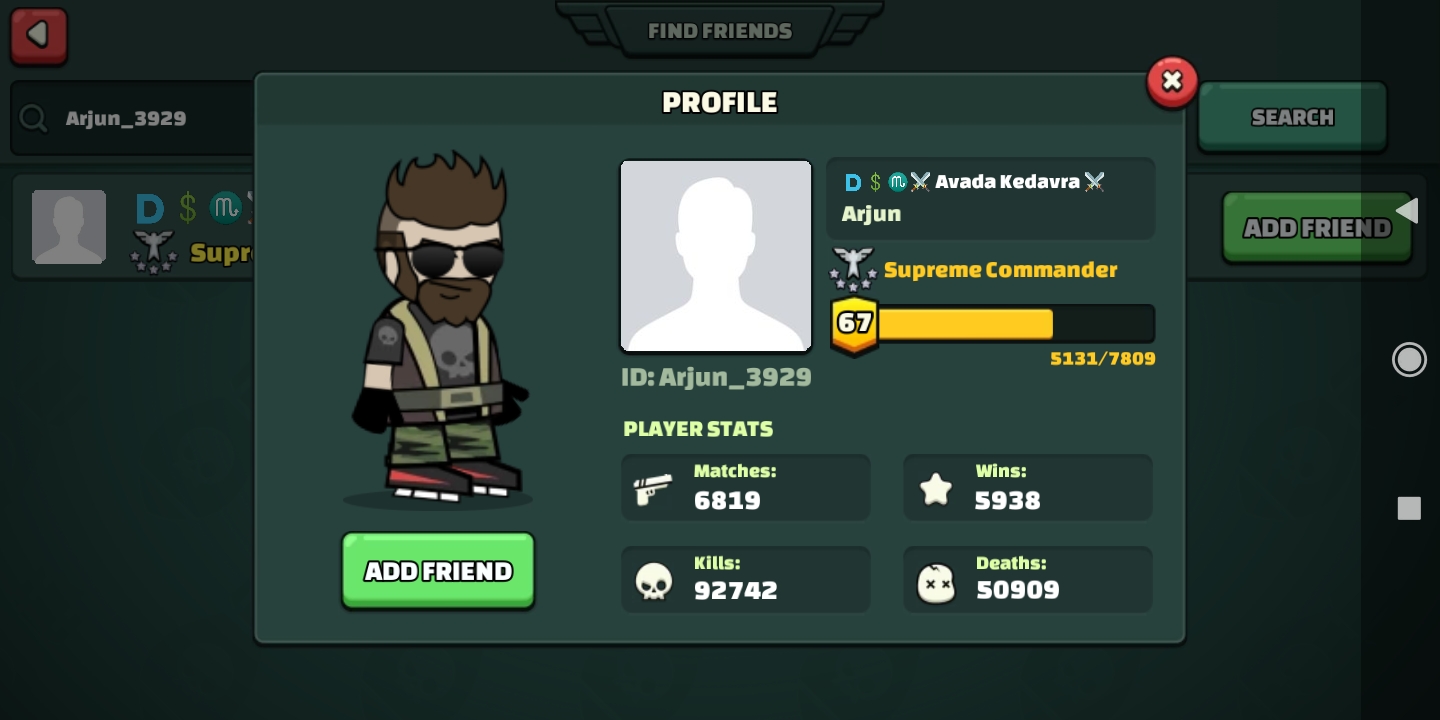 FIND FRIENDS
Arjun_3929
SEARCH
PROFILE
D $ ♏ ⚔ Avada Kedavra ⚔
Arjun
Supreme Commander
67
5131/7809
ID: Arjun_3929
PLAYER STATS
Matches:
6819
Wins:
5938
Kills:
92742
Deaths:
50909
ADD FRIEND
D $ ♏
Supr
ADD FRIEND